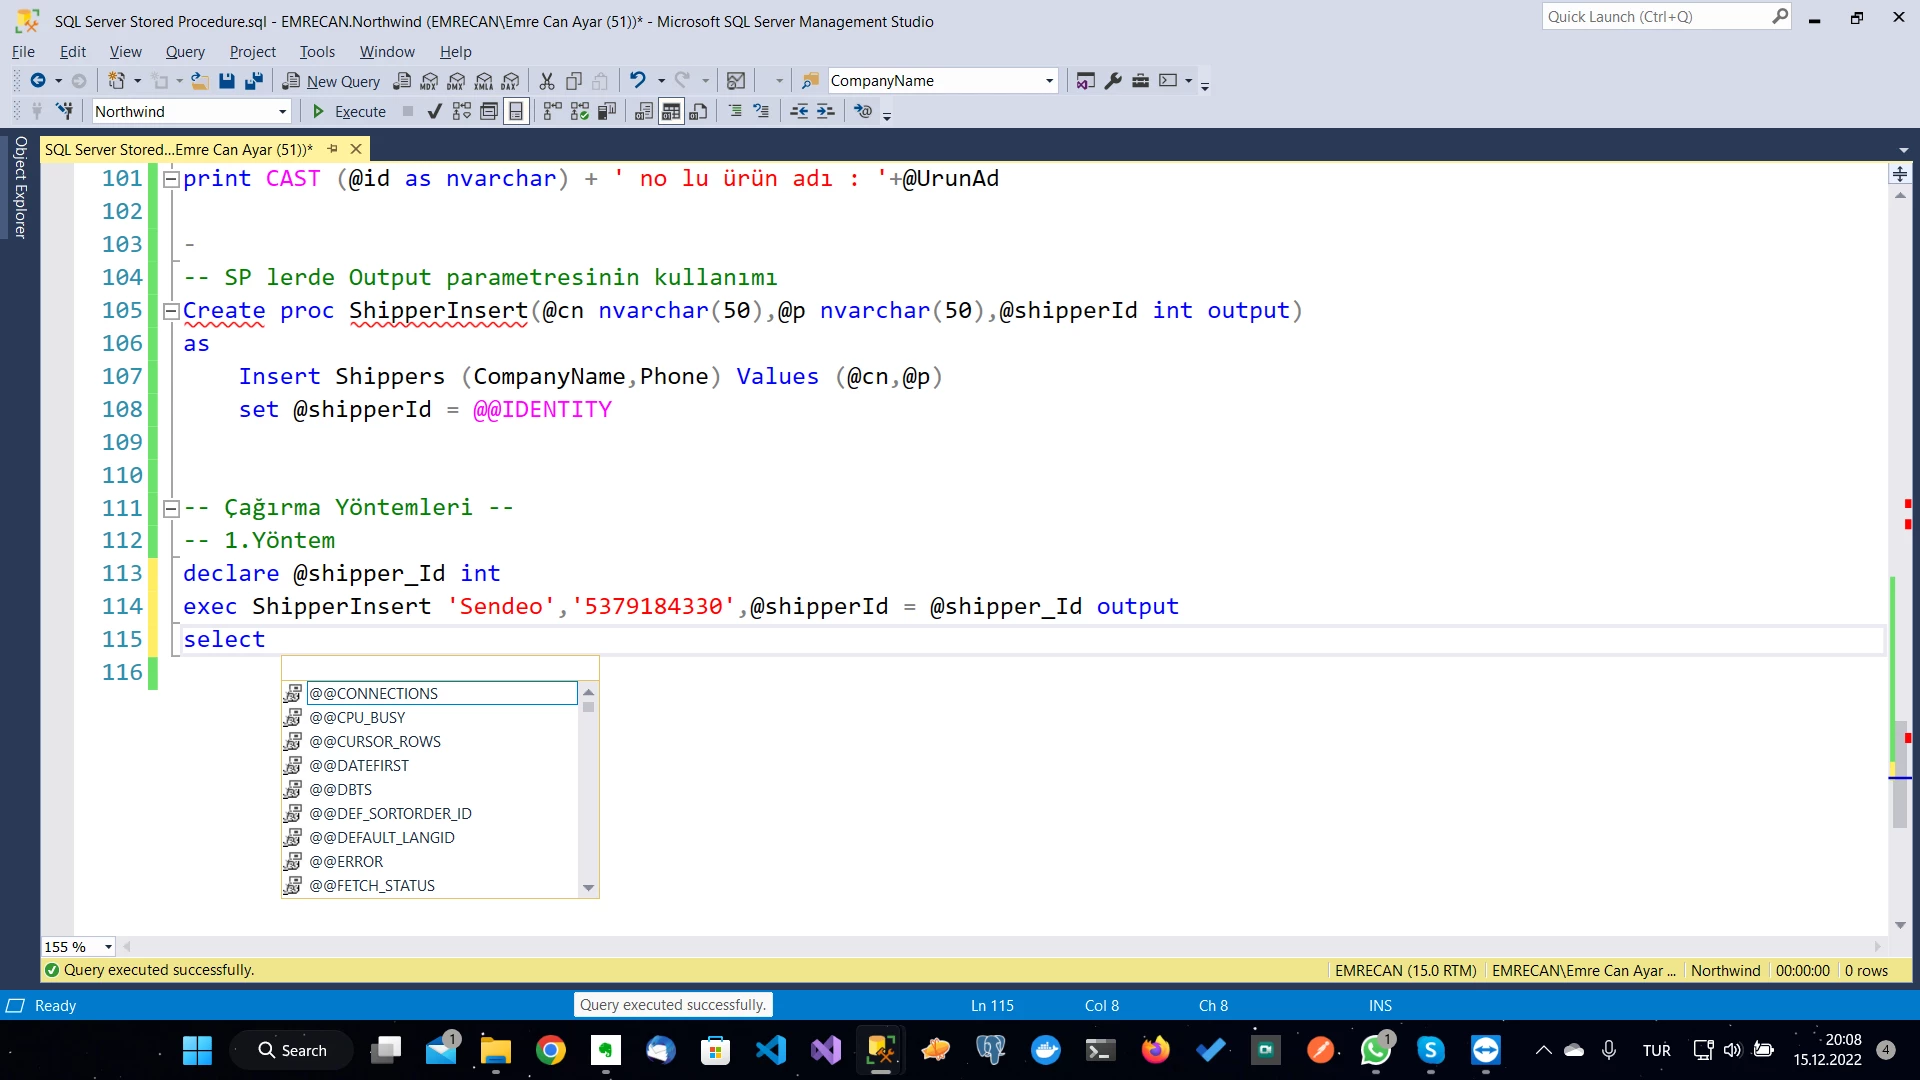 SQL Server Stored Procedure.sql - EMRECAN.Northwind (EMRECAN\Emre Can Ayar (51))* - Microsoft SQL Server Management Studio
Quick Launch (Ctrl+Q)
File Edit View Query Project Tools Window Help
New Query MDX DMX XMLA DAX CompanyName
Northwind Execute
Object Explorer
SQL Server Stored...Emre Can Ayar (51))*
101 print CAST (@id as nvarchar) + ' no lu ürün adı : '+@UrunAd
102
103 -
104 -- SP lerde Output parametresinin kullanımı
105 Create proc ShipperInsert(@cn nvarchar(50),@p nvarchar(50),@shipperId int output)
106 as
107 Insert Shippers (CompanyName,Phone) Values (@cn,@p)
108 set @shipperId = @@IDENTITY
109
110
111 -- Çağırma Yöntemleri --
112 -- 1.Yöntem
113 declare @shipper_Id int
114 exec ShipperInsert 'Sendeo','5379184330',@shipperId = @shipper_Id output
115 select
116
@@CONNECTIONS
@@CPU_BUSY
@@CURSOR_ROWS
@@DATEFIRST
@@DBTS
@@DEF_SORTORDER_ID
@@DEFAULT_LANGID
@@ERROR
@@FETCH_STATUS
155 %
Query executed successfully. EMRECAN (15.0 RTM) EMRECAN\Emre Can Ayar ... Northwind 00:00:00 0 rows
Ready Query executed successfully. Ln 115 Col 8 Ch 8 INS
Search 1 1 TUR 20:08
15.12.2022 4